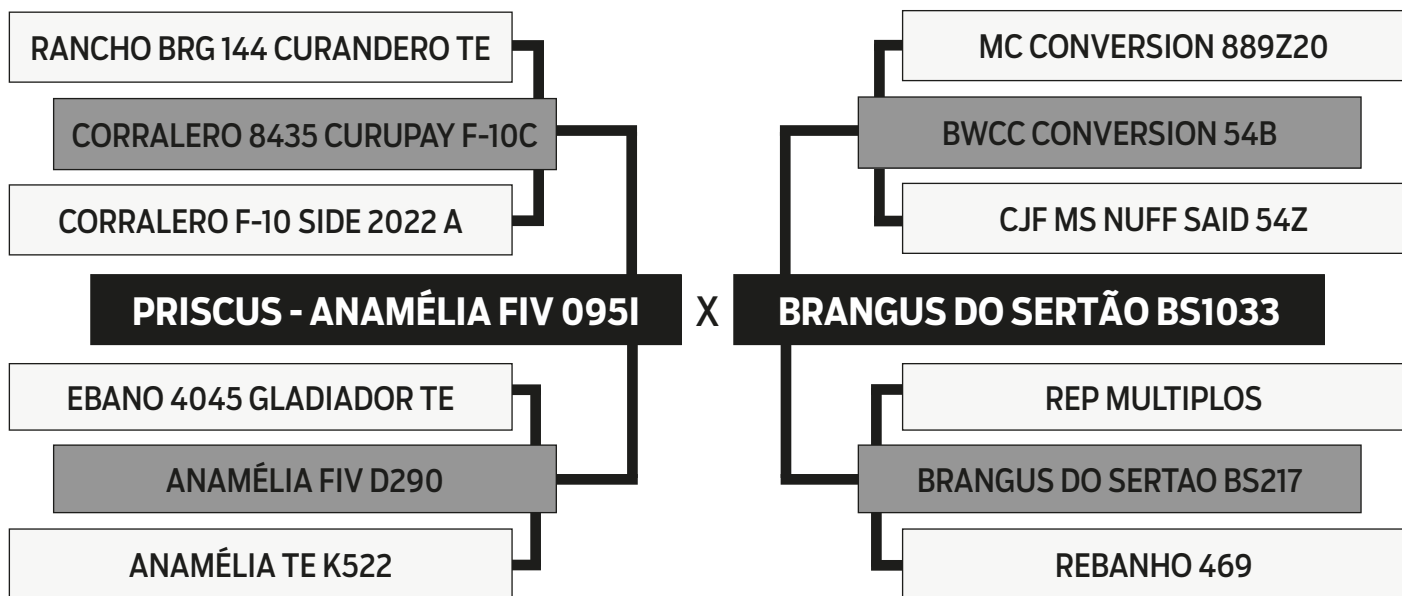 RANCHO BRG 144 CURANDERO TE
CORRALERO 8435 CURUPAY F-10C
CORRALERO F-10 SIDE 2022 A
MC CONVERSION 889Z20
BWCC CONVERSION 54B
CJF MS NUFF SAID 54Z
PRISCUS - ANAMÉLIA FIV 095I X BRANGUS DO SERTÃO BS1033
EBANO 4045 GLADIADOR TE
ANAMÉLIA FIV D290
ANAMÉLIA TE K522
REP MULTIPLOS
BRANGUS DO SERTAO BS217
REBANHO 469